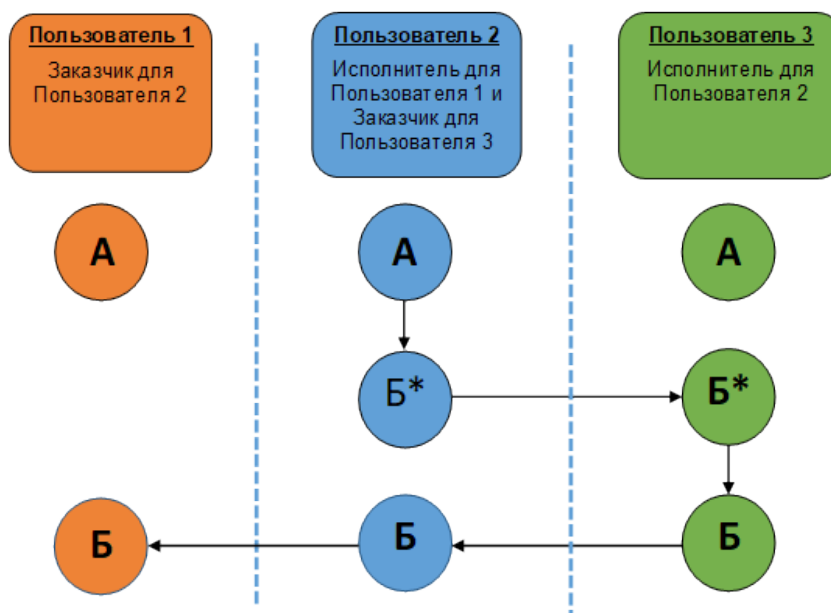 Пользователь 1
Заказчик для
Пользователя 2
Пользователь 2
Исполнитель для
Пользователя 1 и
Заказчик для
Пользователя 3
Пользователь 3
Исполнитель для
Пользователя 2
А
А
А
Б*
Б*
Б
Б
Б